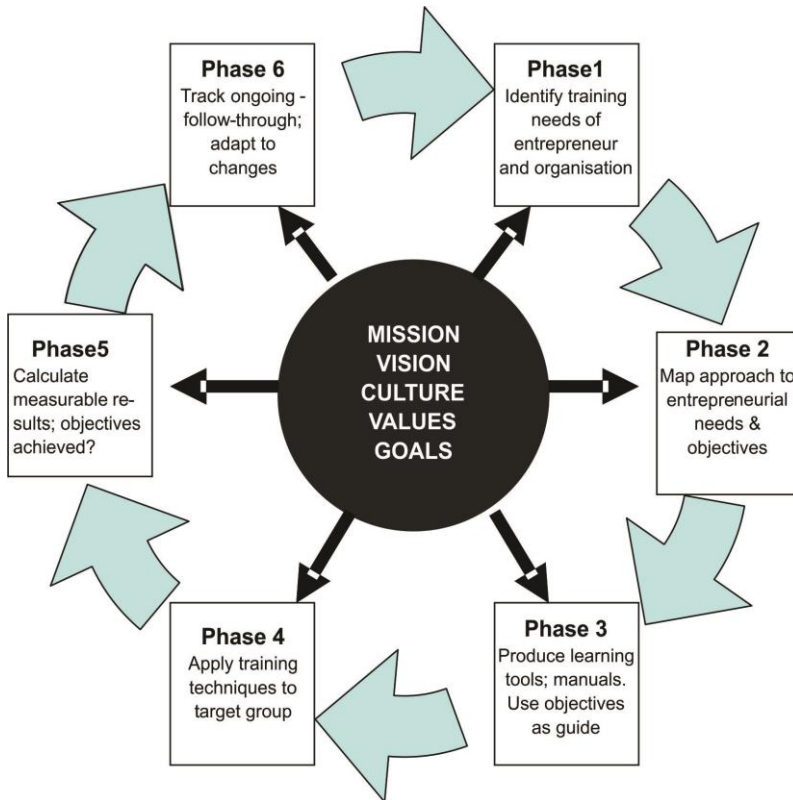 Phase 6
Track ongoing -
follow-through;
adapt to
changes
Phase1
Identify training
needs of
entrepreneur
and organisation
Phase 2
Map approach to
entrepreneurial
needs &
objectives
Phase 3
Produce learning
tools; manuals.
Use objectives
as guide
Phase 4
Apply training
techniques to
target group
Phase5
Calculate
measurable re-
sults; objectives
achieved?
MISSION
VISION
CULTURE
VALUES
GOALS